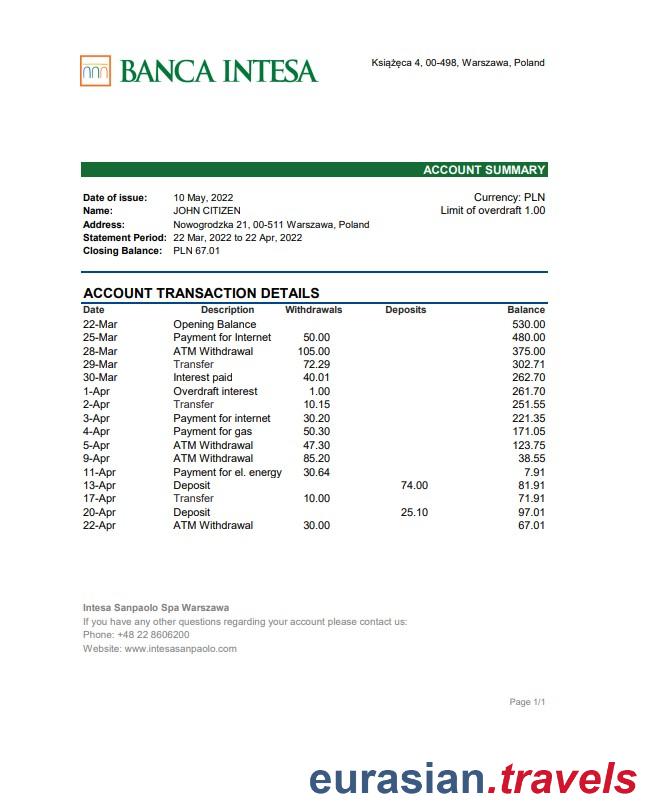 BANCA INTESA
Książęca 4, 00-498, Warszawa, Poland
ACCOUNT SUMMARY
Date of issue: 10 May, 2022 Currency: PLN
Name: JOHN CITIZEN Limit of overdraft 1.00
Address: Nowogrodzka 21, 00-511 Warszawa, Poland
Statement Period: 22 Mar, 2022 to 22 Apr, 2022
Closing Balance: PLN 67.01
ACCOUNT TRANSACTION DETAILS
Date Description Withdrawals Deposits Balance
22-Mar Opening Balance 530.00
25-Mar Payment for Internet 50.00 480.00
28-Mar ATM Withdrawal 105.00 375.00
29-Mar Transfer 72.29 302.71
30-Mar Interest paid 40.01 262.70
1-Apr Overdraft interest 1.00 261.70
2-Apr Transfer 10.15 251.55
3-Apr Payment for internet 30.20 221.35
4-Apr Payment for gas 50.30 171.05
5-Apr ATM Withdrawal 47.30 123.75
9-Apr ATM Withdrawal 85.20 38.55
11-Apr Payment for el. energy 30.64 7.91
13-Apr Deposit 74.00 81.91
17-Apr Transfer 10.00 71.91
20-Apr Deposit 25.10 97.01
22-Apr ATM Withdrawal 30.00 67.01
Intesa Sanpaolo Spa Warszawa
If you have any other questions regarding your account please contact us:
Phone: +48 22 8606200
Website: www.intesasanpaolo.com
Page 1/1
eurasian.travels